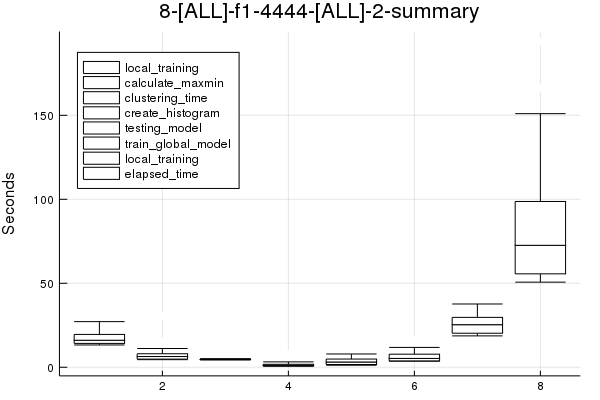 8-[ALL]-f1-4444-[ALL]-2-summary
local_training
calculate_maxmin
clustering_time
create_histogram
testing_model
train_global_model
local_training
elapsed_time
Seconds
150
100
50
0
2
4
6
8